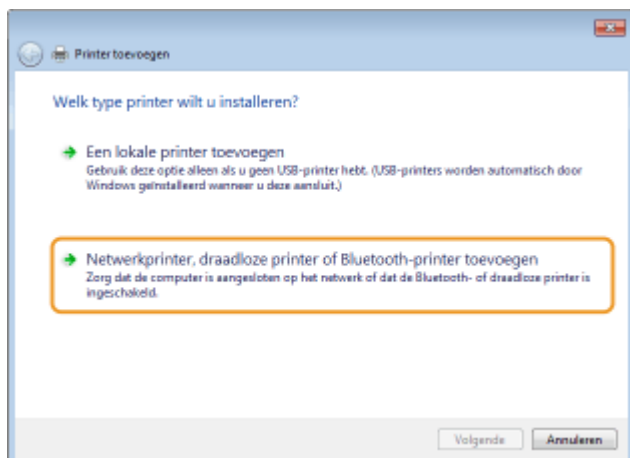 Printer toevoegen
Welk type printer wilt u installeren?
Een lokale printer toevoegen
Gebruik deze optie alleen als u geen USB-printer hebt. (USB-printers worden automatisch door
Windows geïnstalleerd wanneer u deze aansluit.)
Netwerkprinter, draadloze printer of Bluetooth-printer toevoegen
Zorg dat de computer is aangesloten op het netwerk of dat de Bluetooth- of draadloze printer is
ingeschakeld.
Volgende Annuleren